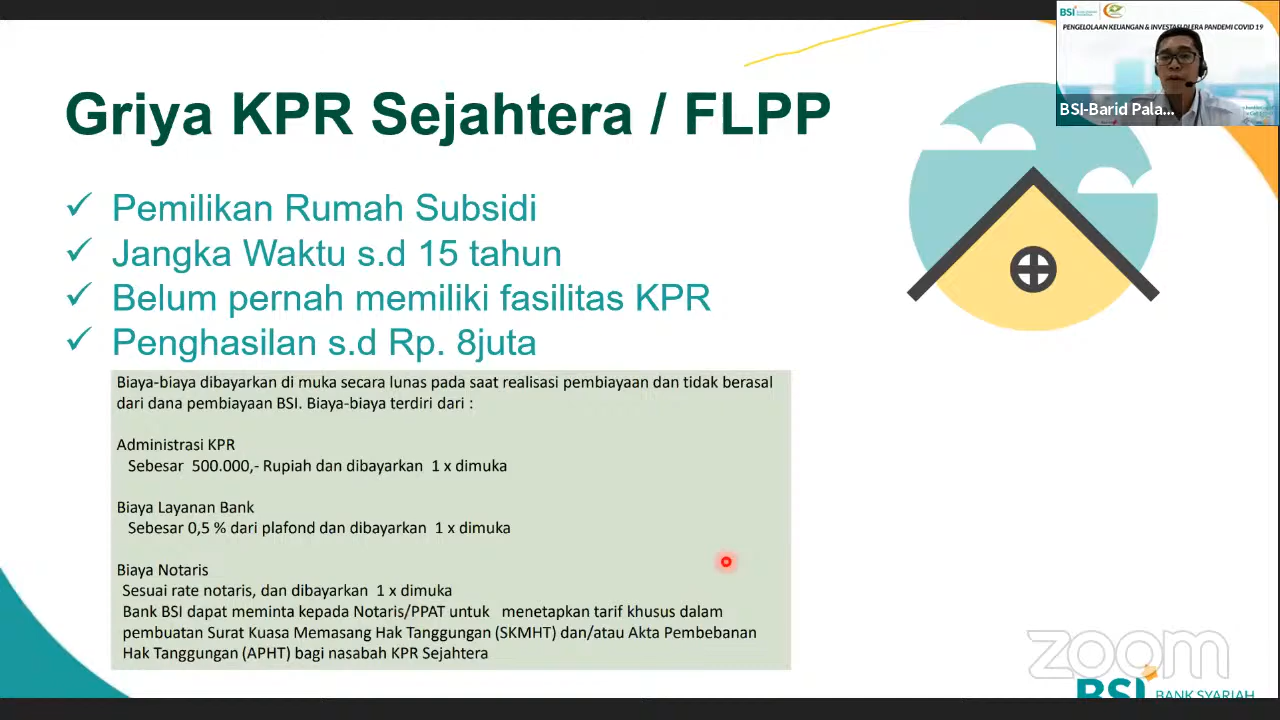 BSI
PENGELOLAAN KEUANGAN & INVESTASI DI ERA PANDEMI COVID 19
BSI-Barid Pala...
Griya KPR Sejahtera / FLPP
✓ Pemilikan Rumah Subsidi
✓ Jangka Waktu s.d 15 tahun
✓ Belum pernah memiliki fasilitas KPR
✓ Penghasilan s.d Rp. 8juta
Biaya-biaya dibayarkan di muka secara lunas pada saat realisasi pembiayaan dan tidak berasal
dari dana pembiayaan BSI. Biaya-biaya terdiri dari :
Administrasi KPR
Sebesar 500.000,- Rupiah dan dibayarkan 1 x dimuka
Biaya Layanan Bank
Sebesar 0,5 % dari plafond dan dibayarkan 1 x dimuka
Biaya Notaris
Sesuai rate notaris, dan dibayarkan 1 x dimuka
Bank BSI dapat meminta kepada Notaris/PPAT untuk menetapkan tarif khusus dalam
pembuatan Surat Kuasa Memasang Hak Tanggungan (SKMHT) dan/atau Akta Pembebanan
Hak Tanggungan (APHT) bagi nasabah KPR Sejahtera
zoom
BSI BANK SYARIAH